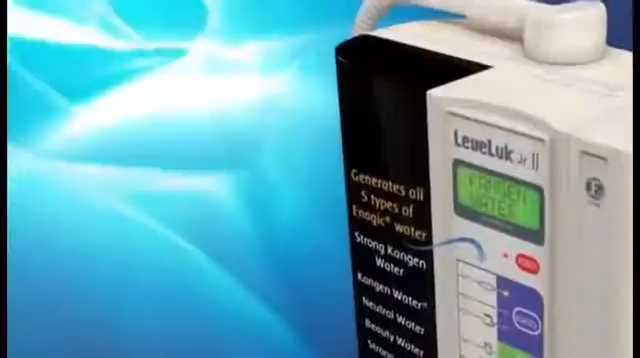 Generates all
5 types of
Enagic® water
Strong Kangen
Water
Kangen Water®
Neutral Water
Beauty Water
Strong
LeveLuk Jr.II
KANGEN
WATER